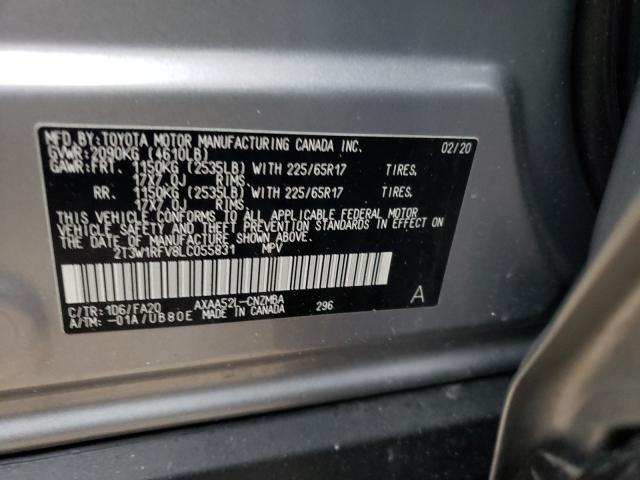 MFD.BY:TOYOTA MOTOR MANUFACTURING CANADA INC. 02/20
GVWR:2090KG (4610LB)
GAWR:FRT. 1150KG (2535LB) WITH 225/65R17 TIRES.
17X7.0J RIMS.
RR. 1150KG (2535LB) WITH 225/65R17 TIRES.
17X7.0J RIMS.
THIS VEHICLE CONFORMS TO ALL APPLICABLE FEDERAL MOTOR
VEHICLE SAFETY AND THEFT PREVENTION STANDARDS IN EFFECT
ON THE DATE OF MANUFACTURE SHOWN ABOVE.
2T3W1RFV8LC055831 MPV
C/TR:1D6/FA20 AXAA52L-CNZMBA 296 A
A/TM:-01A/UB80E MADE IN CANADA